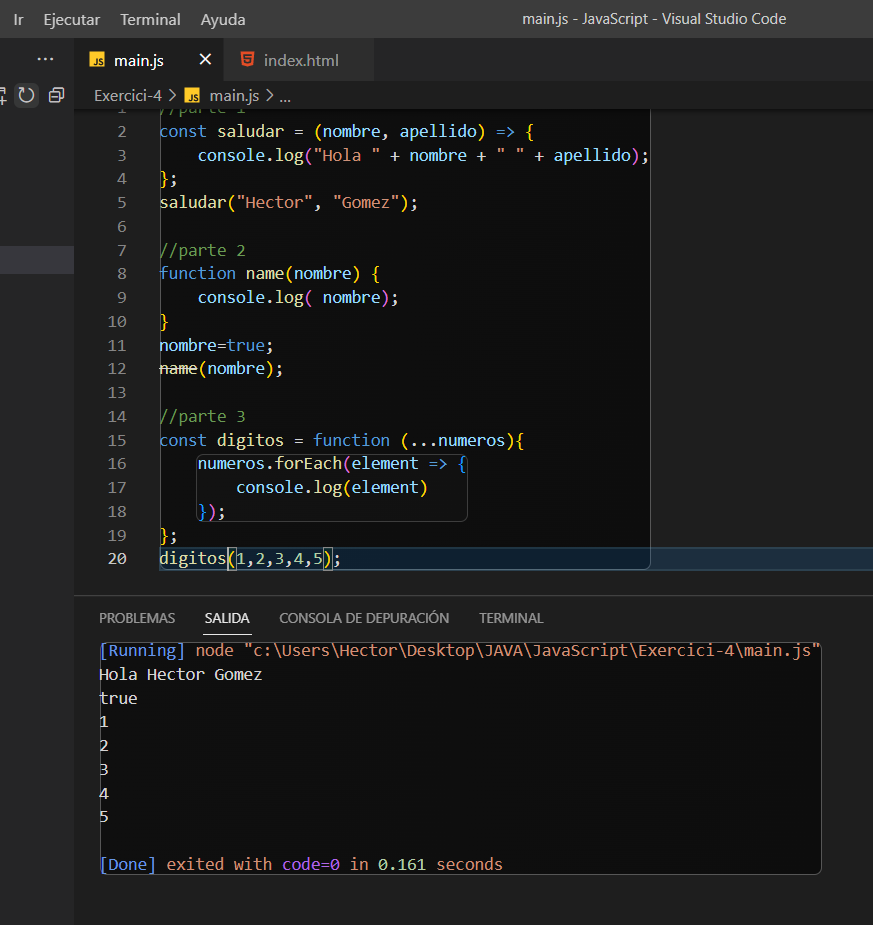 Ir Ejecutar Terminal Ayuda main.js - JavaScript - Visual Studio Code
... JS main.js × 5 index.html
Exercici-4 > JS main.js > ...
1 //parte 1
2 const saludar = (nombre, apellido) => {
3 console.log("Hola " + nombre + " " + apellido);
4 };
5 saludar("Hector", "Gomez");
6
7 //parte 2
8 function name(nombre) {
9 console.log( nombre);
10 }
11 nombre=true;
12 name(nombre);
13
14 //parte 3
15 const digitos = function (...numeros){
16 numeros.forEach(element => {
17 console.log(element)
18 });
19 };
20 digitos(1,2,3,4,5);
PROBLEMAS SALIDA CONSOLA DE DEPURACIÓN TERMINAL
[Running] node "c:\Users\Hector\Desktop\JAVA\JavaScript\Exercici-4\main.js"
Hola Hector Gomez
true
1
2
3
4
5
[Done] exited with code=0 in 0.161 seconds